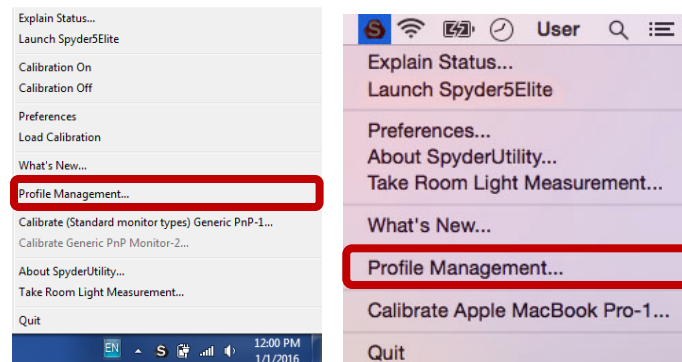 Explain Status...
Launch Spyder5Elite
Calibration On
Calibration Off
Preferences
Load Calibration
What's New...
Profile Management...
Calibrate (Standard monitor types) Generic PnP-1...
Calibrate Generic PnP Monitor-2...
About SpyderUtility...
Take Room Light Measurement...
Quit
EN
S
12:00 PM
1/1/2016
S
User
Explain Status...
Launch Spyder5Elite
Preferences...
About SpyderUtility...
Take Room Light Measurement...
What's New...
Profile Management...
Calibrate Apple MacBook Pro-1...
Quit